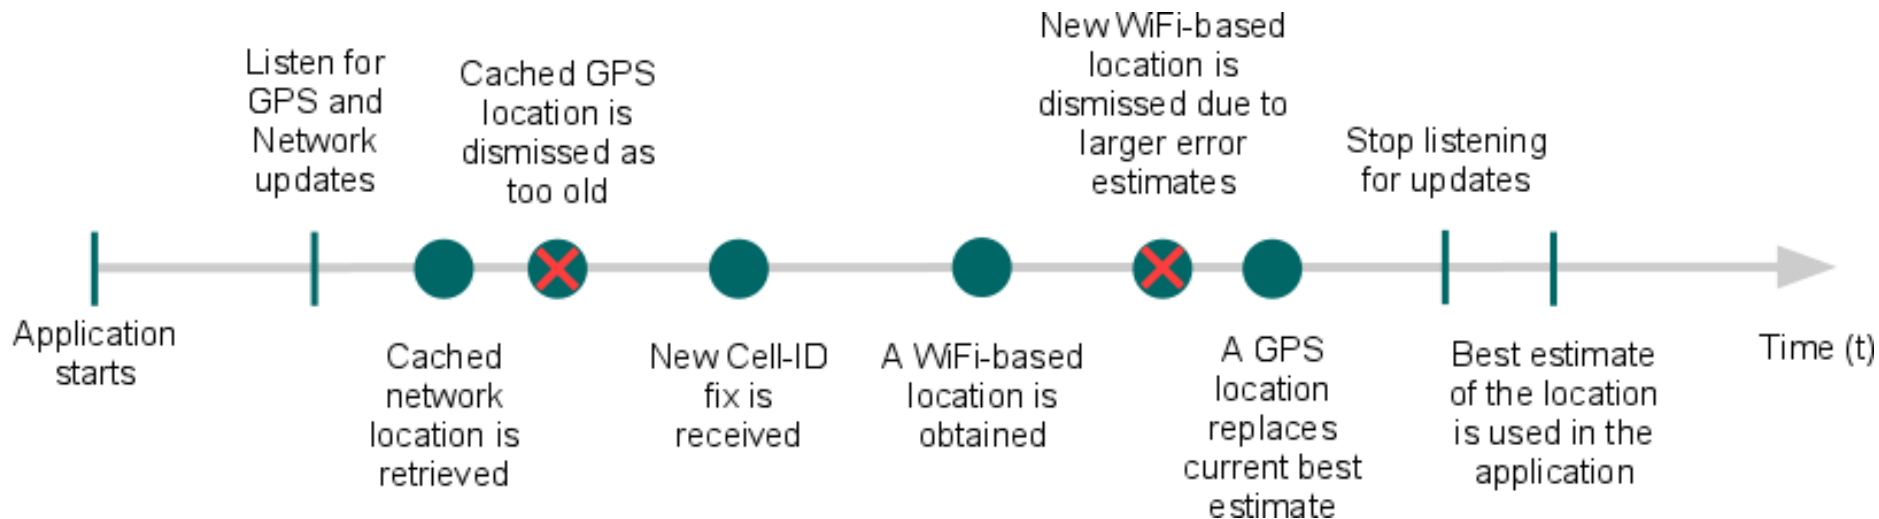 New WiFi-based
location is
dismissed due to
larger error
estimates
Listen for
GPS and
Network
updates
Cached GPS
location is
dismissed as
too old
Stop listening
for updates
Application
starts
Cached
network
location is
retrieved
New Cell-ID
fix is
received
A WiFi-based
location is
obtained
A GPS
location
replaces
current best
estimate
Best estimate
of the location
is used in the
application
Time (t)